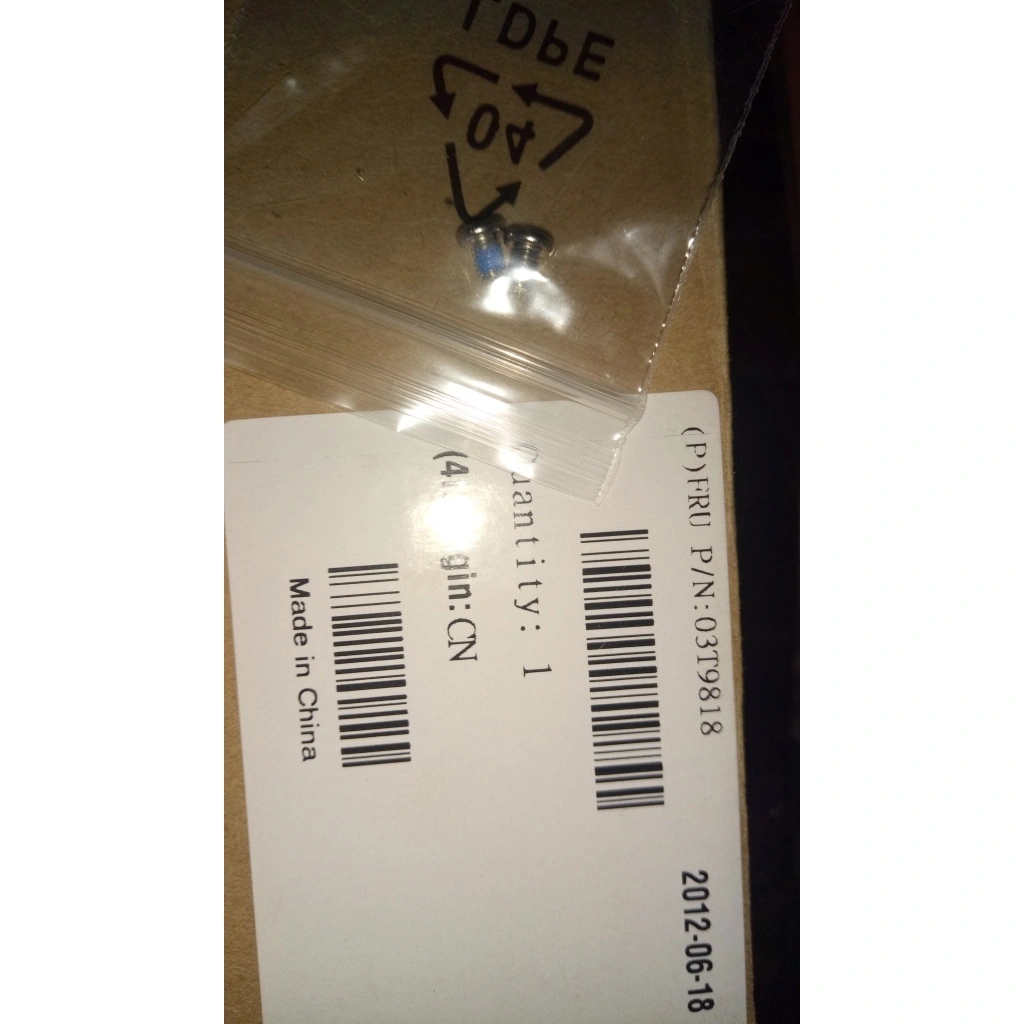 LDPE
04
(P)FRU P/N:03T9818
2012-06-18
Quantity: 1
gin:CN
Made in China